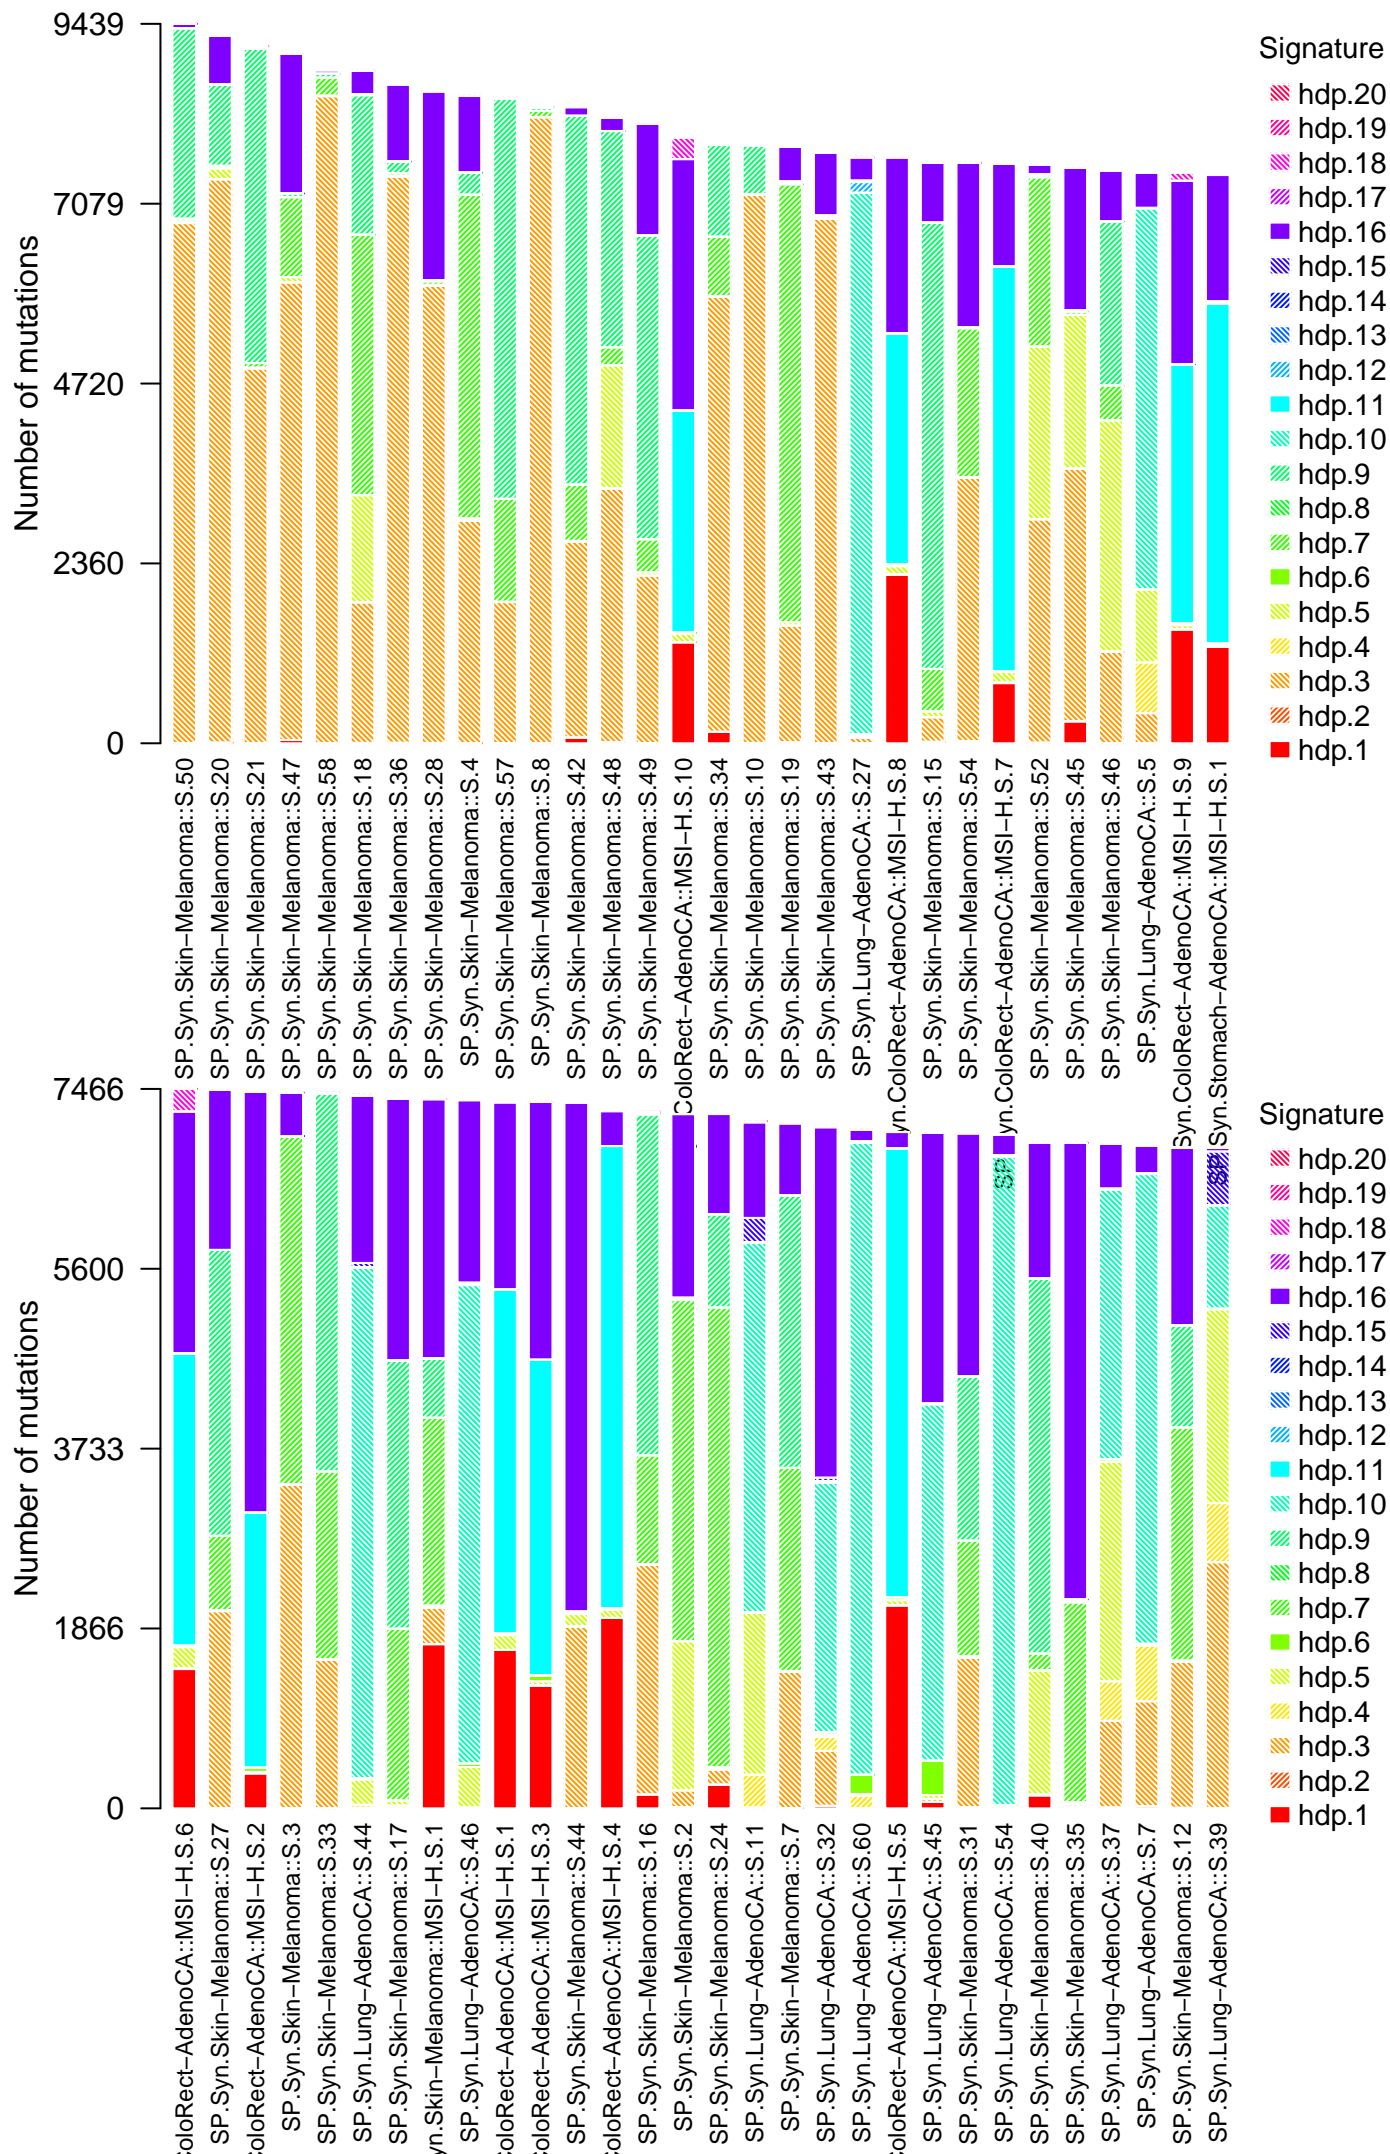 Number of mutations
9439
7079
4720
2360
0
SP.Syn.Skin−Melanoma::S.50
SP.Syn.Skin−Melanoma::S.20
SP.Syn.Skin−Melanoma::S.21
SP.Syn.Skin−Melanoma::S.47
SP.Syn.Skin−Melanoma::S.58
SP.Syn.Skin−Melanoma::S.18
SP.Syn.Skin−Melanoma::S.36
SP.Syn.Skin−Melanoma::S.28
SP.Syn.Skin−Melanoma::S.4
SP.Syn.Skin−Melanoma::S.57
SP.Syn.Skin−Melanoma::S.8
SP.Syn.Skin−Melanoma::S.42
SP.Syn.Skin−Melanoma::S.48
SP.Syn.Skin−Melanoma::S.49
ColoRect−AdenoCA::MSI−H.S.10
SP.Syn.Skin−Melanoma::S.34
SP.Syn.Skin−Melanoma::S.10
SP.Syn.Skin−Melanoma::S.19
SP.Syn.Skin−Melanoma::S.43
SP.Syn.Lung−AdenoCA::S.27
yn.ColoRect−AdenoCA::MSI−H.S.8
SP.Syn.Skin−Melanoma::S.15
SP.Syn.Skin−Melanoma::S.54
SP.Syn.ColoRect−AdenoCA::MSI−H.S.7
SP.Syn.Skin−Melanoma::S.52
SP.Syn.Skin−Melanoma::S.45
SP.Syn.Skin−Melanoma::S.46
SP.Syn.Lung−AdenoCA::S.5
Syn.ColoRect−AdenoCA::MSI−H.S.9
SP.Syn.Stomach−AdenoCA::MSI−H.S.1
Signature
hdp.20
hdp.19
hdp.18
hdp.17
hdp.16
hdp.15
hdp.14
hdp.13
hdp.12
hdp.11
hdp.10
hdp.9
hdp.8
hdp.7
hdp.6
hdp.5
hdp.4
hdp.3
hdp.2
hdp.1
Number of mutations
7466
5600
3733
1866
0
oloRect−AdenoCA::MSI−H.S.6
SP.Syn.Skin−Melanoma::S.27
oloRect−AdenoCA::MSI−H.S.2
SP.Syn.Skin−Melanoma::S.3
SP.Syn.Skin−Melanoma::S.33
SP.Syn.Lung−AdenoCA::S.44
SP.Syn.Skin−Melanoma::S.17
yn.Skin−Melanoma::MSI−H.S.1
SP.Syn.Lung−AdenoCA::S.46
oloRect−AdenoCA::MSI−H.S.1
oloRect−AdenoCA::MSI−H.S.3
SP.Syn.Skin−Melanoma::S.44
oloRect−AdenoCA::MSI−H.S.4
SP.Syn.Skin−Melanoma::S.16
SP.Syn.Skin−Melanoma::S.2
SP.Syn.Skin−Melanoma::S.24
SP.Syn.Lung−AdenoCA::S.11
SP.Syn.Skin−Melanoma::S.7
SP.Syn.Lung−AdenoCA::S.32
SP.Syn.Lung−AdenoCA::S.60
oloRect−AdenoCA::MSI−H.S.5
SP.Syn.Lung−AdenoCA::S.45
SP.Syn.Skin−Melanoma::S.31
SP.Syn.Lung−AdenoCA::S.54
SP.Syn.Skin−Melanoma::S.40
SP.Syn.Skin−Melanoma::S.35
SP.Syn.Lung−AdenoCA::S.37
SP.Syn.Lung−AdenoCA::S.7
SP.Syn.Skin−Melanoma::S.12
SP.Syn.Lung−AdenoCA::S.39
Signature
hdp.20
hdp.19
hdp.18
hdp.17
hdp.16
hdp.15
hdp.14
hdp.13
hdp.12
hdp.11
hdp.10
hdp.9
hdp.8
hdp.7
hdp.6
hdp.5
hdp.4
hdp.3
hdp.2
hdp.1